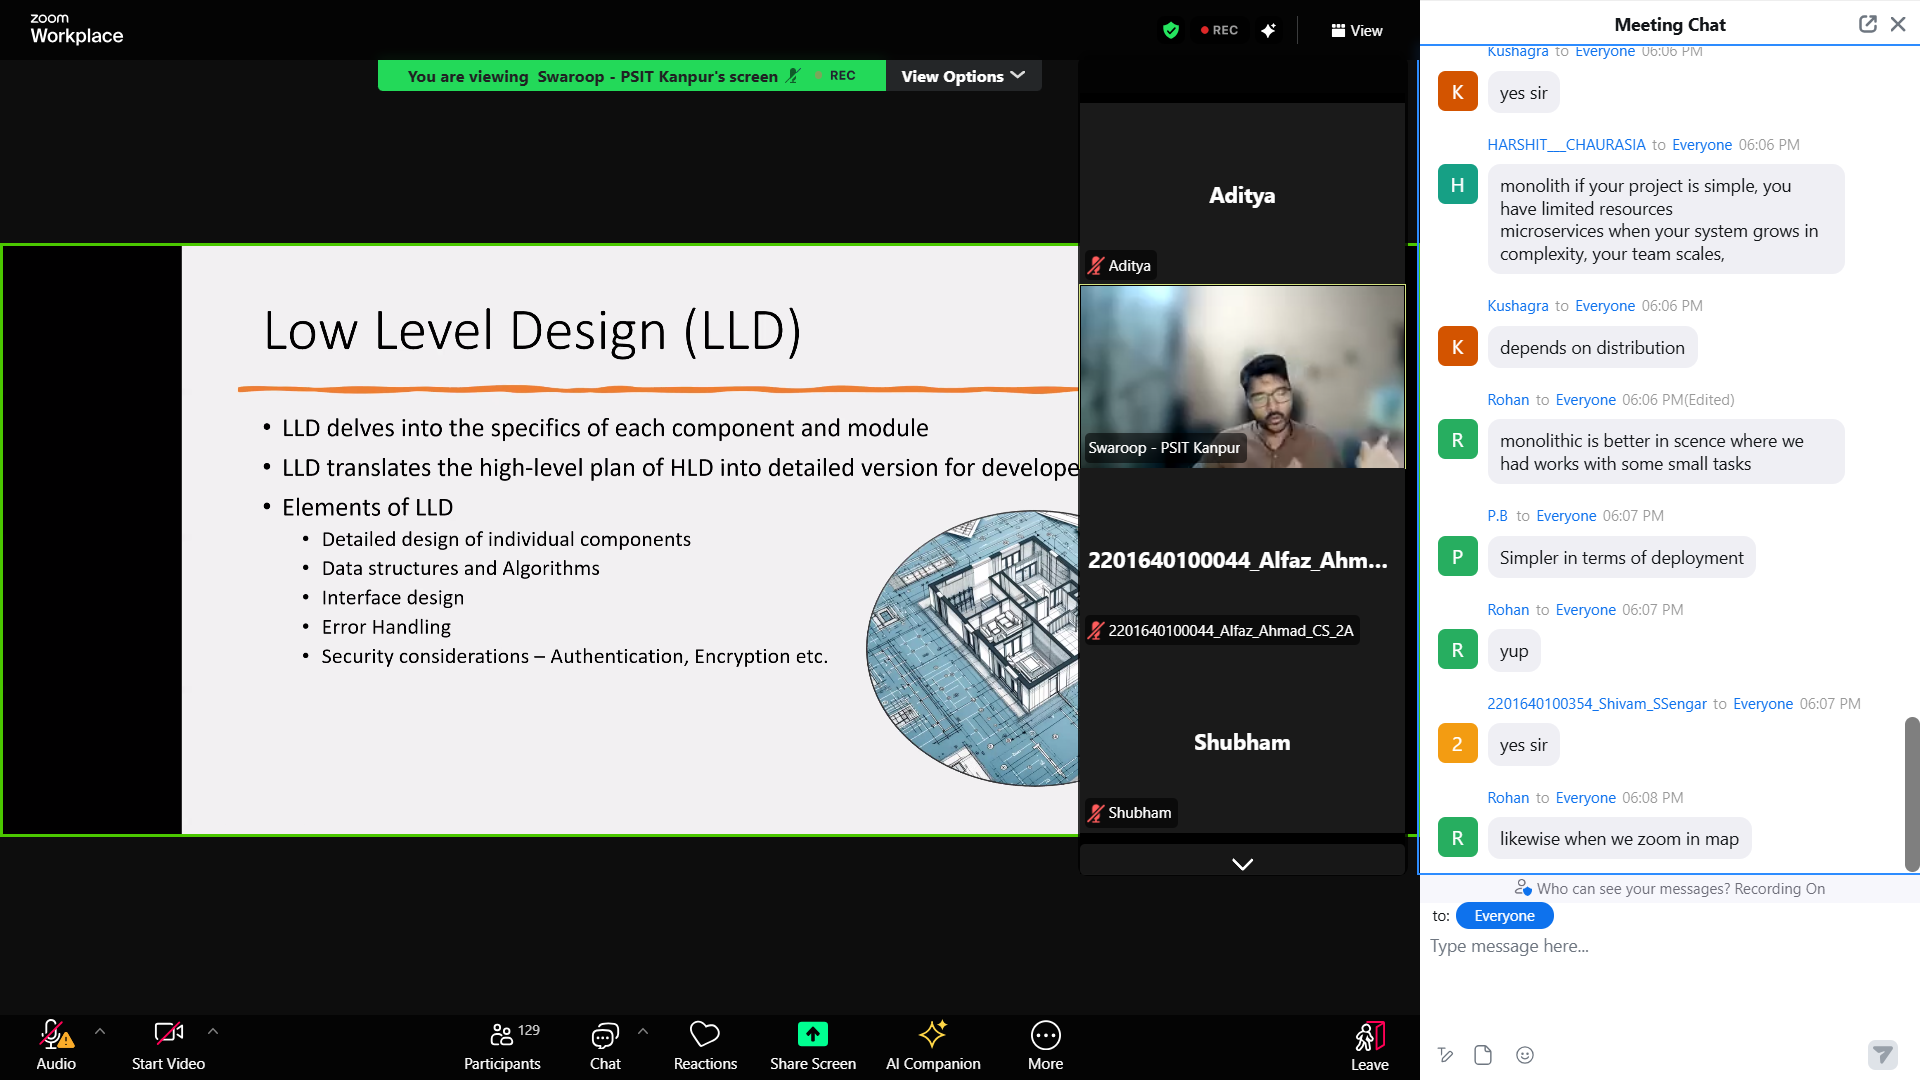 zoom
Workplace
REC
View
You are viewing Swaroop - PSIT Kanpur's screen
REC
View Options
Low Level Design (LLD)
• LLD delves into the specifics of each component and module
• LLD translates the high-level plan of HLD into detailed version for develope
• Elements of LLD
• Detailed design of individual components
• Data structures and Algorithms
• Interface design
• Error Handling
• Security considerations – Authentication, Encryption etc.
Aditya
Aditya
Swaroop - PSIT Kanpur
2201640100044_Alfaz_Ahm...
2201640100044_Alfaz_Ahmad_CS_2A
Shubham
Shubham
Meeting Chat
Kushagra to Everyone 06:06 PM
K
yes sir
HARSHIT__CHAURASIA to Everyone 06:06 PM
H
monolith if your project is simple, you
have limited resources
microservices when your system grows in
complexity, your team scales,
Kushagra to Everyone 06:06 PM
K
depends on distribution
Rohan to Everyone 06:06 PM(Edited)
R
monolithic is better in scence where we
had works with some small tasks
P.B to Everyone 06:07 PM
P
Simpler in terms of deployment
Rohan to Everyone 06:07 PM
R
yup
2201640100354_Shivam_SSengar to Everyone 06:07 PM
2
yes sir
Rohan to Everyone 06:08 PM
R
likewise when we zoom in map
Who can see your messages? Recording On
to: Everyone
Type message here...
Audio
Start Video
Participants
129
Chat
Reactions
Share Screen
AI Companion
More
Leave